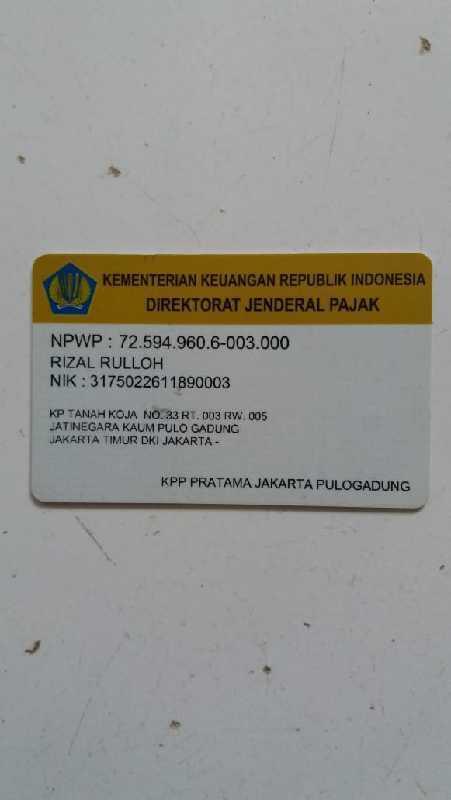 KEMENTERIAN KEUANGAN REPUBLIK INDONESIA
DIREKTORAT JENDERAL PAJAK
NPWP : 72.594.960.6-003.000
RIZAL RULLOH
NIK : 3175022611890003
KP TANAH KOJA NO. 33 RT. 003 RW. 005
JATINEGARA KAUM PULO GADUNG
JAKARTA TIMUR DKI JAKARTA -
KPP PRATAMA JAKARTA PULOGADUNG